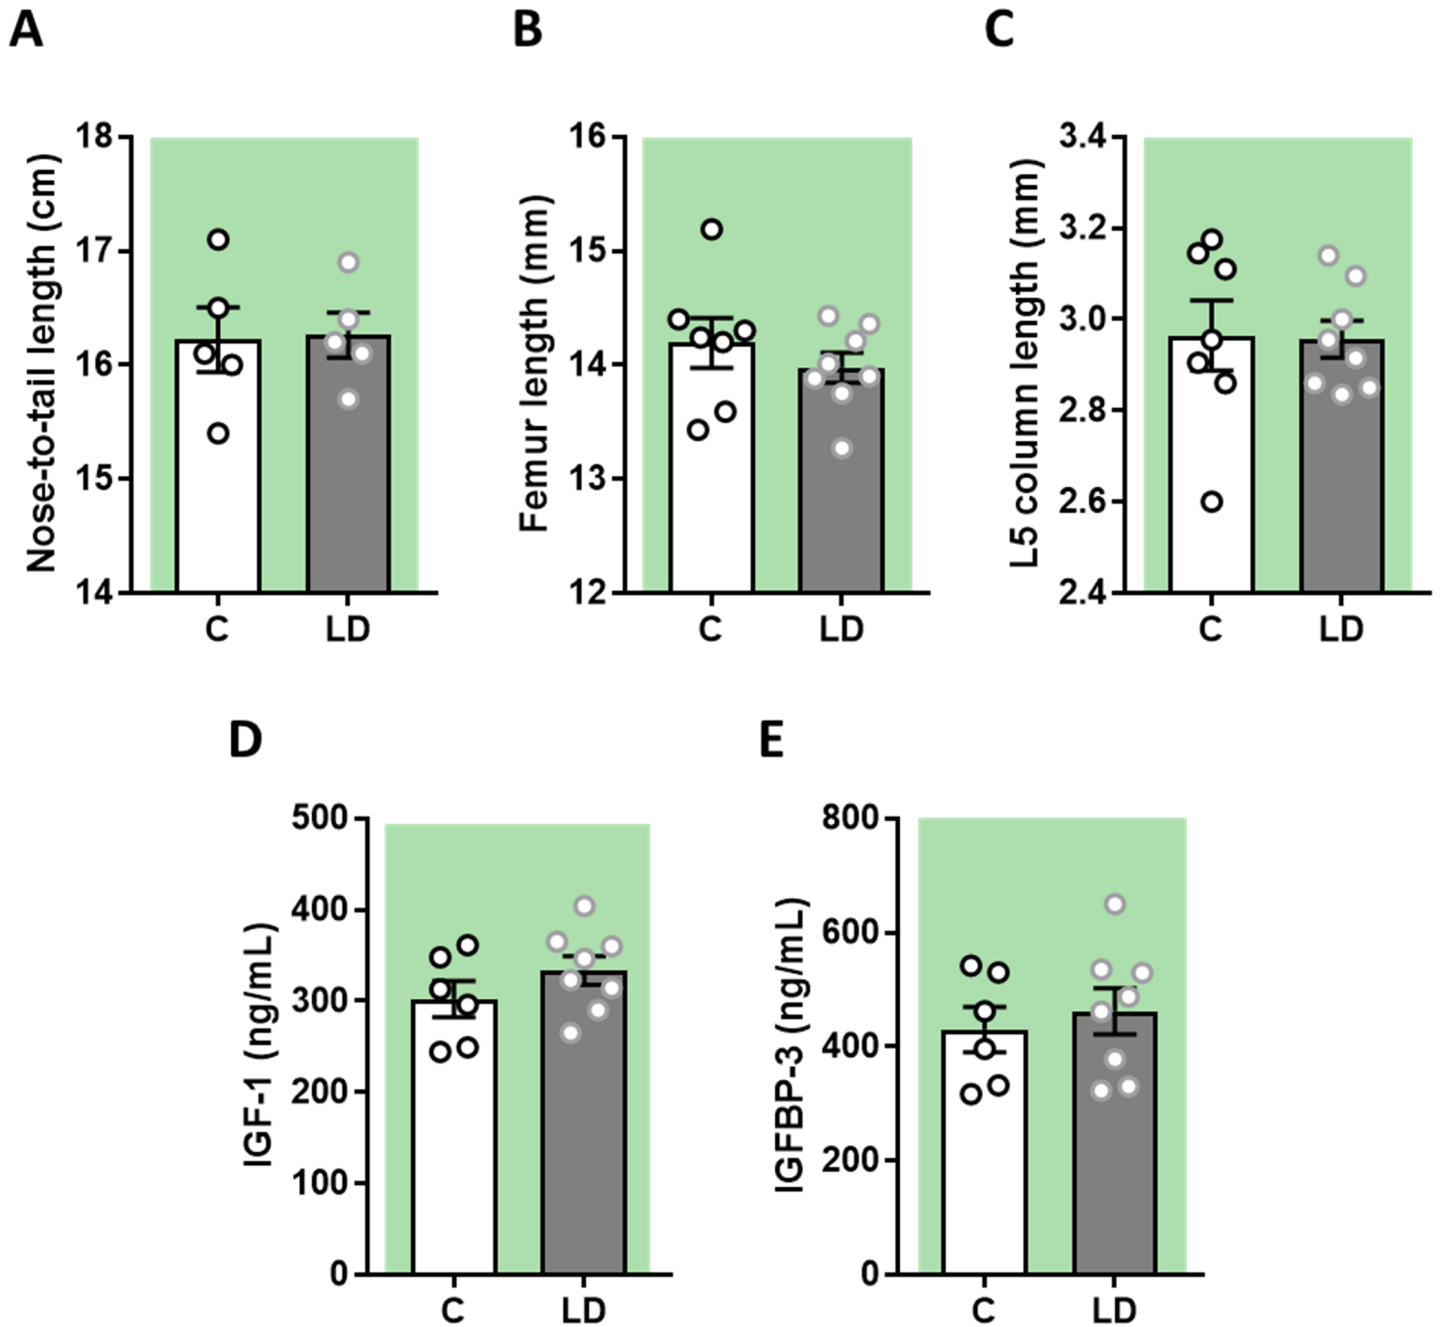 A
B
C
Nose-to-tail length (cm)
18
17
16
15
14
C
LD
Femur length (mm)
16
15
14
13
12
C
LD
L5 column length (mm)
3.4
3.2
3.0
2.8
2.6
2.4
C
LD
D
E
IGF-1 (ng/mL)
500
400
300
200
100
0
C
LD
IGFBP-3 (ng/mL)
800
600
400
200
0
C
LD